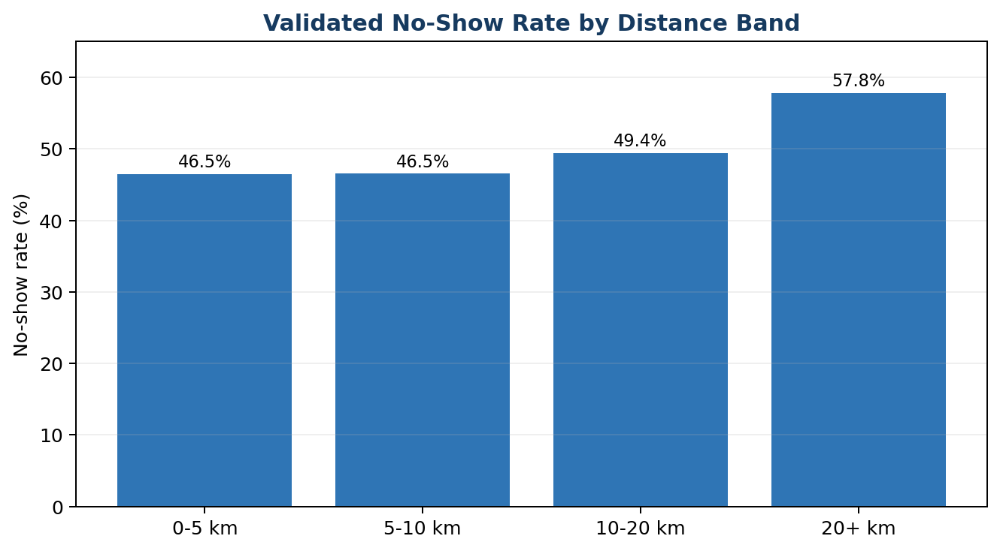 Validated No-Show Rate by Distance Band
No-show rate (%)
60
50
40
30
20
10
0
46.5%
46.5%
49.4%
57.8%
0-5 km
5-10 km
10-20 km
20+ km